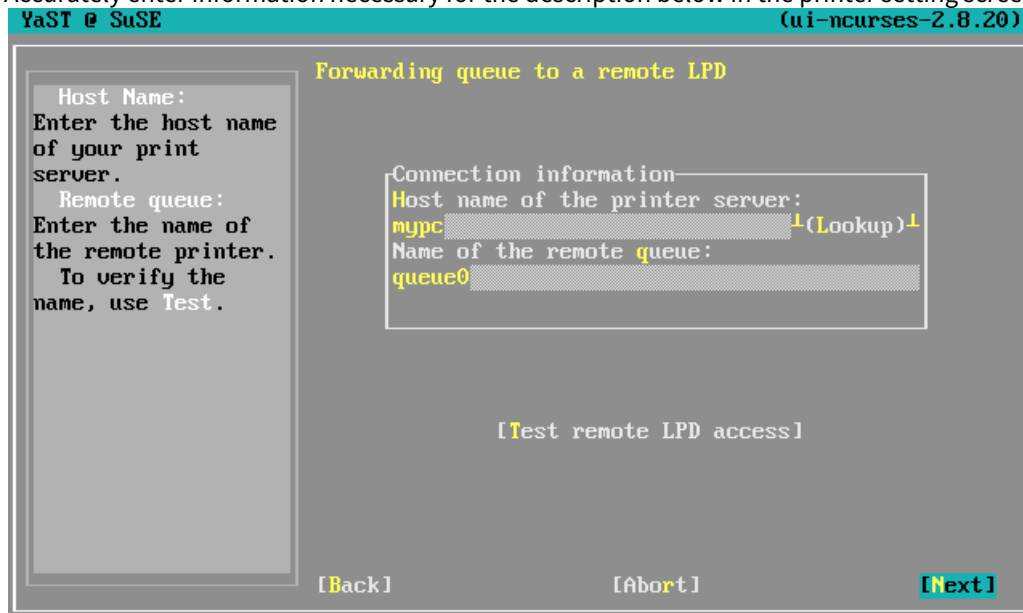 Accurately enter information necessary for the description below in the printer setting scree
YaST @ SuSE (ui-ncurses-2.8.20)
Forwarding queue to a remote LPD
Host Name:
Enter the host name
of your print
server.
Remote queue:
Enter the name of
the remote printer.
To verify the
name, use Test.
Connection information
Host name of the printer server:
mypc (Lookup)
Name of the remote queue:
queue0
[Test remote LPD access]
[Back] [Abort] [Next]